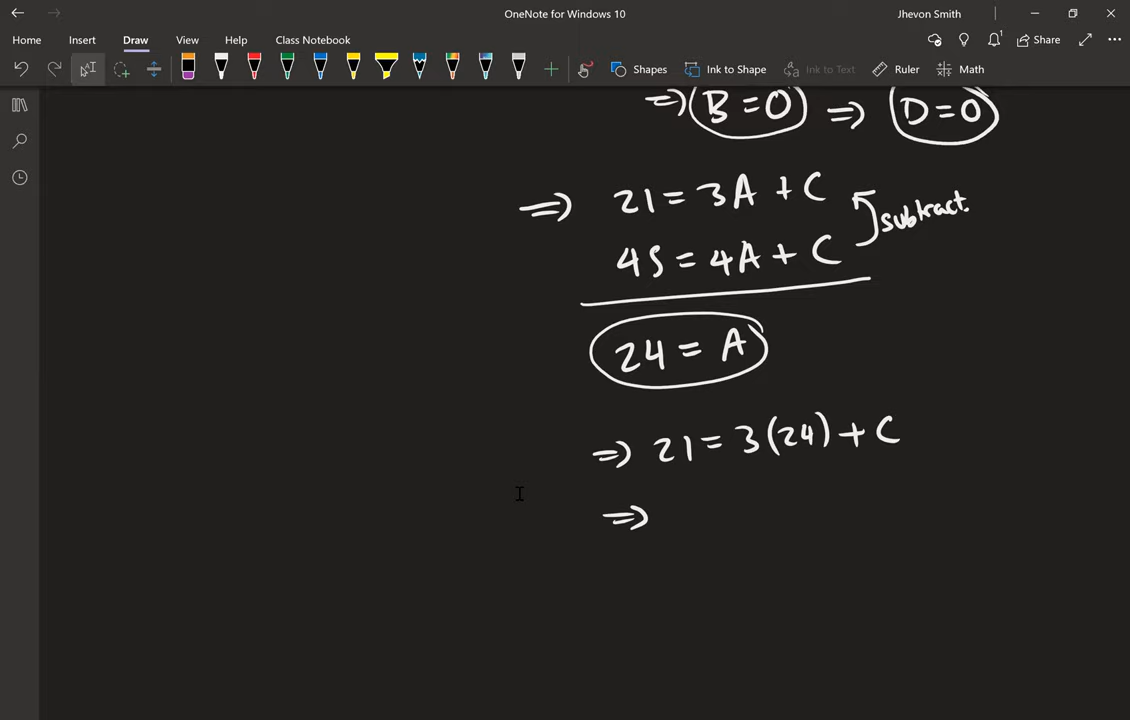 OneNote for Windows 10
Jhevon Smith
Home Insert Draw View Help Class Notebook
Share
Shapes Ink to Shape Ink to Text Ruler Math
⇒ B = 0 ⇒ D = 0
⇒ 21 = 3A + C
subtract.
45 = 4A + C
24 = A
⇒ 21 = 3(24) + C
⇒